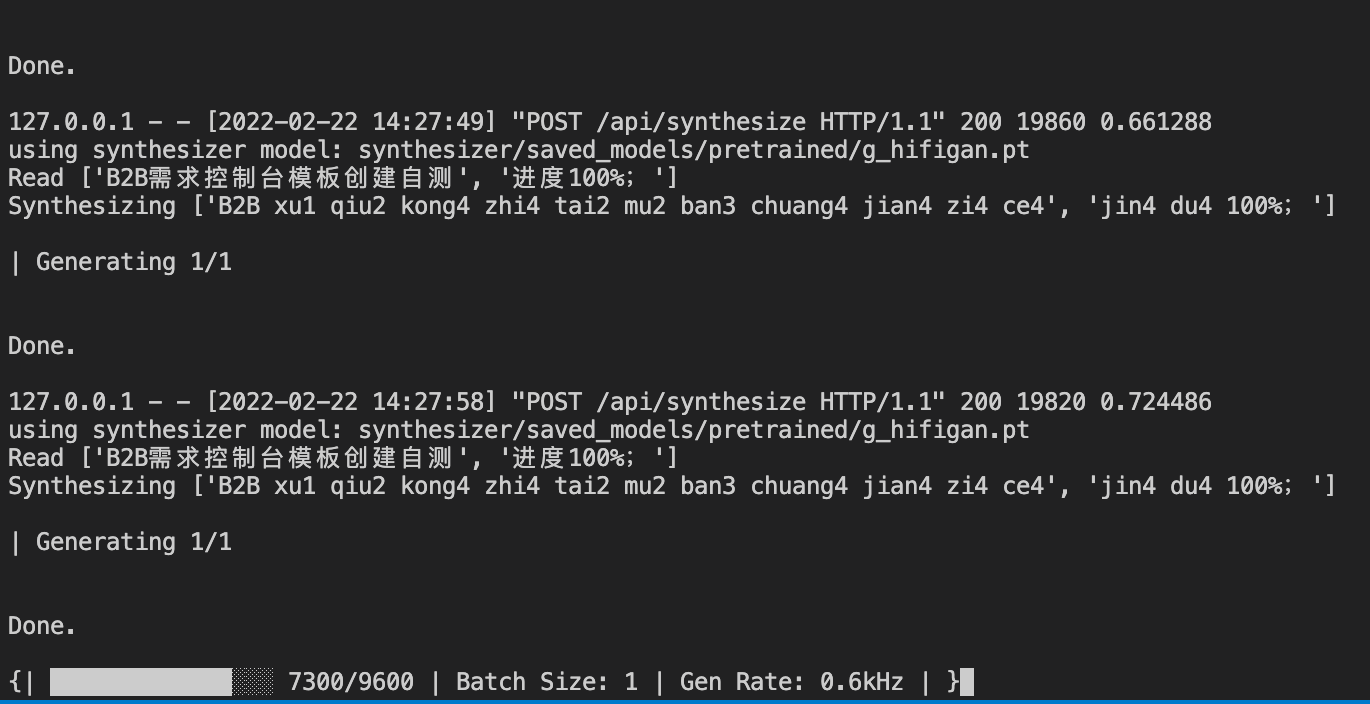 Done.
127.0.0.1 - - [2022-02-22 14:27:49] "POST /api/synthesize HTTP/1.1" 200 19860 0.661288
using synthesizer model: synthesizer/saved_models/pretrained/g_hifigan.pt
Read ['B2B需求控制台模板创建自测', '进度100%；']
Synthesizing ['B2B xu1 qiu2 kong4 zhi4 tai2 mu2 ban3 chuang4 jian4 zi4 ce4', 'jin4 du4 100%；']
| Generating 1/1
Done.
127.0.0.1 - - [2022-02-22 14:27:58] "POST /api/synthesize HTTP/1.1" 200 19820 0.724486
using synthesizer model: synthesizer/saved_models/pretrained/g_hifigan.pt
Read ['B2B需求控制台模板创建自测', '进度100%；']
Synthesizing ['B2B xu1 qiu2 kong4 zhi4 tai2 mu2 ban3 chuang4 jian4 zi4 ce4', 'jin4 du4 100%；']
| Generating 1/1
Done.
{| ████████████████░░░░ 7300/9600 | Batch Size: 1 | Gen Rate: 0.6kHz | }